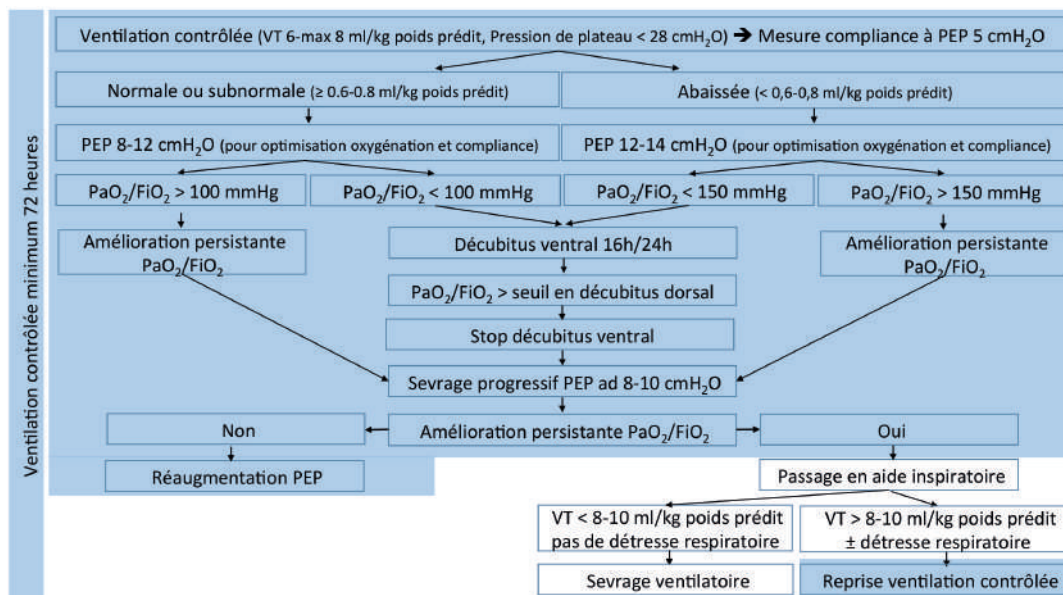 Ventilation contrôlée minimum 72 heures
Ventilation contrôlée (VT 6-max 8 ml/kg poids prédit, Pression de plateau < 28 cmH₂O) ➔ Mesure compliance à PEP 5 cmH₂O
Normale ou subnormale (≥ 0.6-0.8 ml/kg poids prédit)
Abaissée (< 0,6-0,8 ml/kg poids prédit)
PEP 8-12 cmH₂O (pour optimisation oxygénation et compliance)
PEP 12-14 cmH₂O (pour optimisation oxygénation et compliance)
PaO₂/FiO₂ > 100 mmHg
PaO₂/FiO₂ < 100 mmHg
PaO₂/FiO₂ < 150 mmHg
PaO₂/FiO₂ > 150 mmHg
Amélioration persistante
PaO₂/FiO₂
Décubitus ventral 16h/24h
Amélioration persistante
PaO₂/FiO₂
PaO₂/FiO₂ > seuil en décubitus dorsal
Stop décubitus ventral
Sevrage progressif PEP ad 8-10 cmH₂O
Non
Amélioration persistante PaO₂/FiO₂
Oui
Réaugmentation PEP
Passage en aide inspiratoire
VT < 8-10 ml/kg poids prédit
pas de détresse respiratoire
VT > 8-10 ml/kg poids prédit
± détresse respiratoire
Sevrage ventilatoire
Reprise ventilation contrôlée